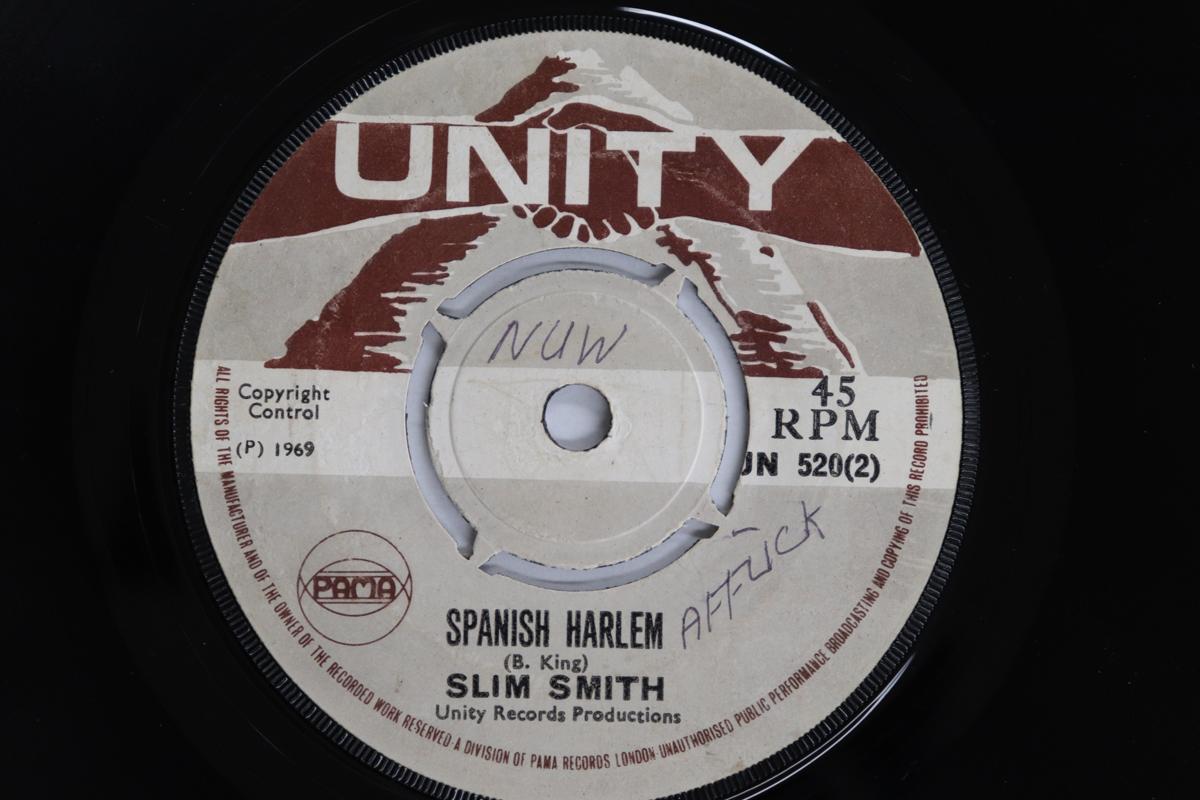 UNITY
NUW
Copyright
Control
(P) 1969
45
RPM
UN 520(2)
AFFUCK
PAMA
SPANISH HARLEM
(B. King)
SLIM SMITH
Unity Records Productions
ALL RIGHTS OF THE MANUFACTURER AND OF THE OWNER OF THE RECORDED WORK RESERVED·A DIVISION OF PAMA RECORDS LONDON·UNAUTHORISED PUBLIC PERFORMANCE BROADCASTING AND COPYING OF THIS RECORD PROHIBITED